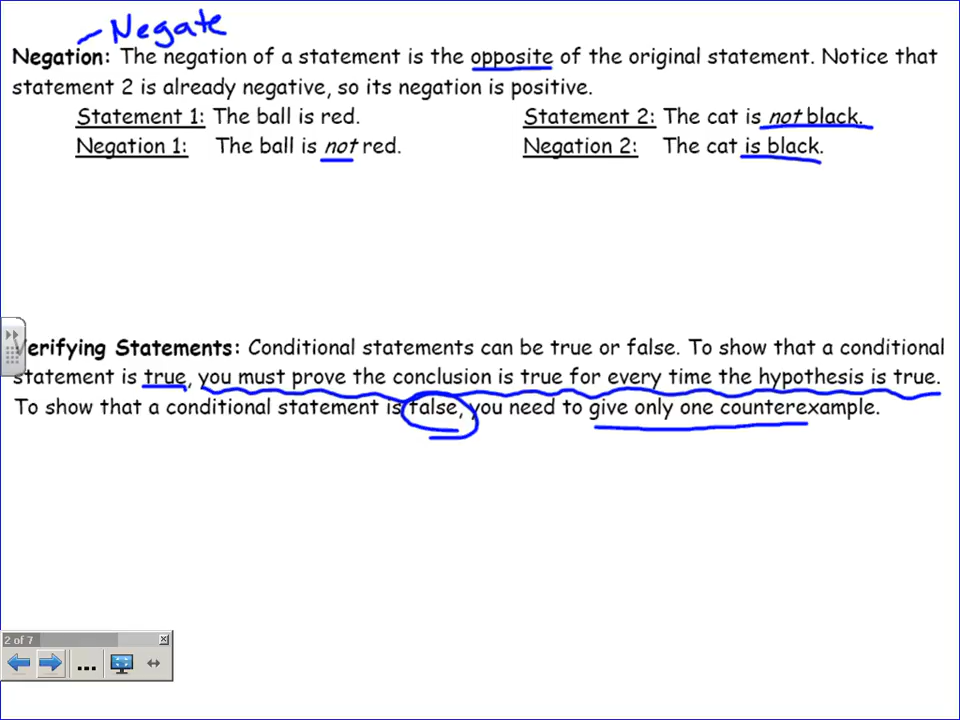 Negate
Negation: The negation of a statement is the opposite of the original statement. Notice that
statement 2 is already negative, so its negation is positive.
Statement 1: The ball is red. Statement 2: The cat is not black.
Negation 1: The ball is not red. Negation 2: The cat is black.
Verifying Statements: Conditional statements can be true or false. To show that a conditional
statement is true, you must prove the conclusion is true for every time the hypothesis is true.
To show that a conditional statement is false, you need to give only one counterexample.
2 of 7